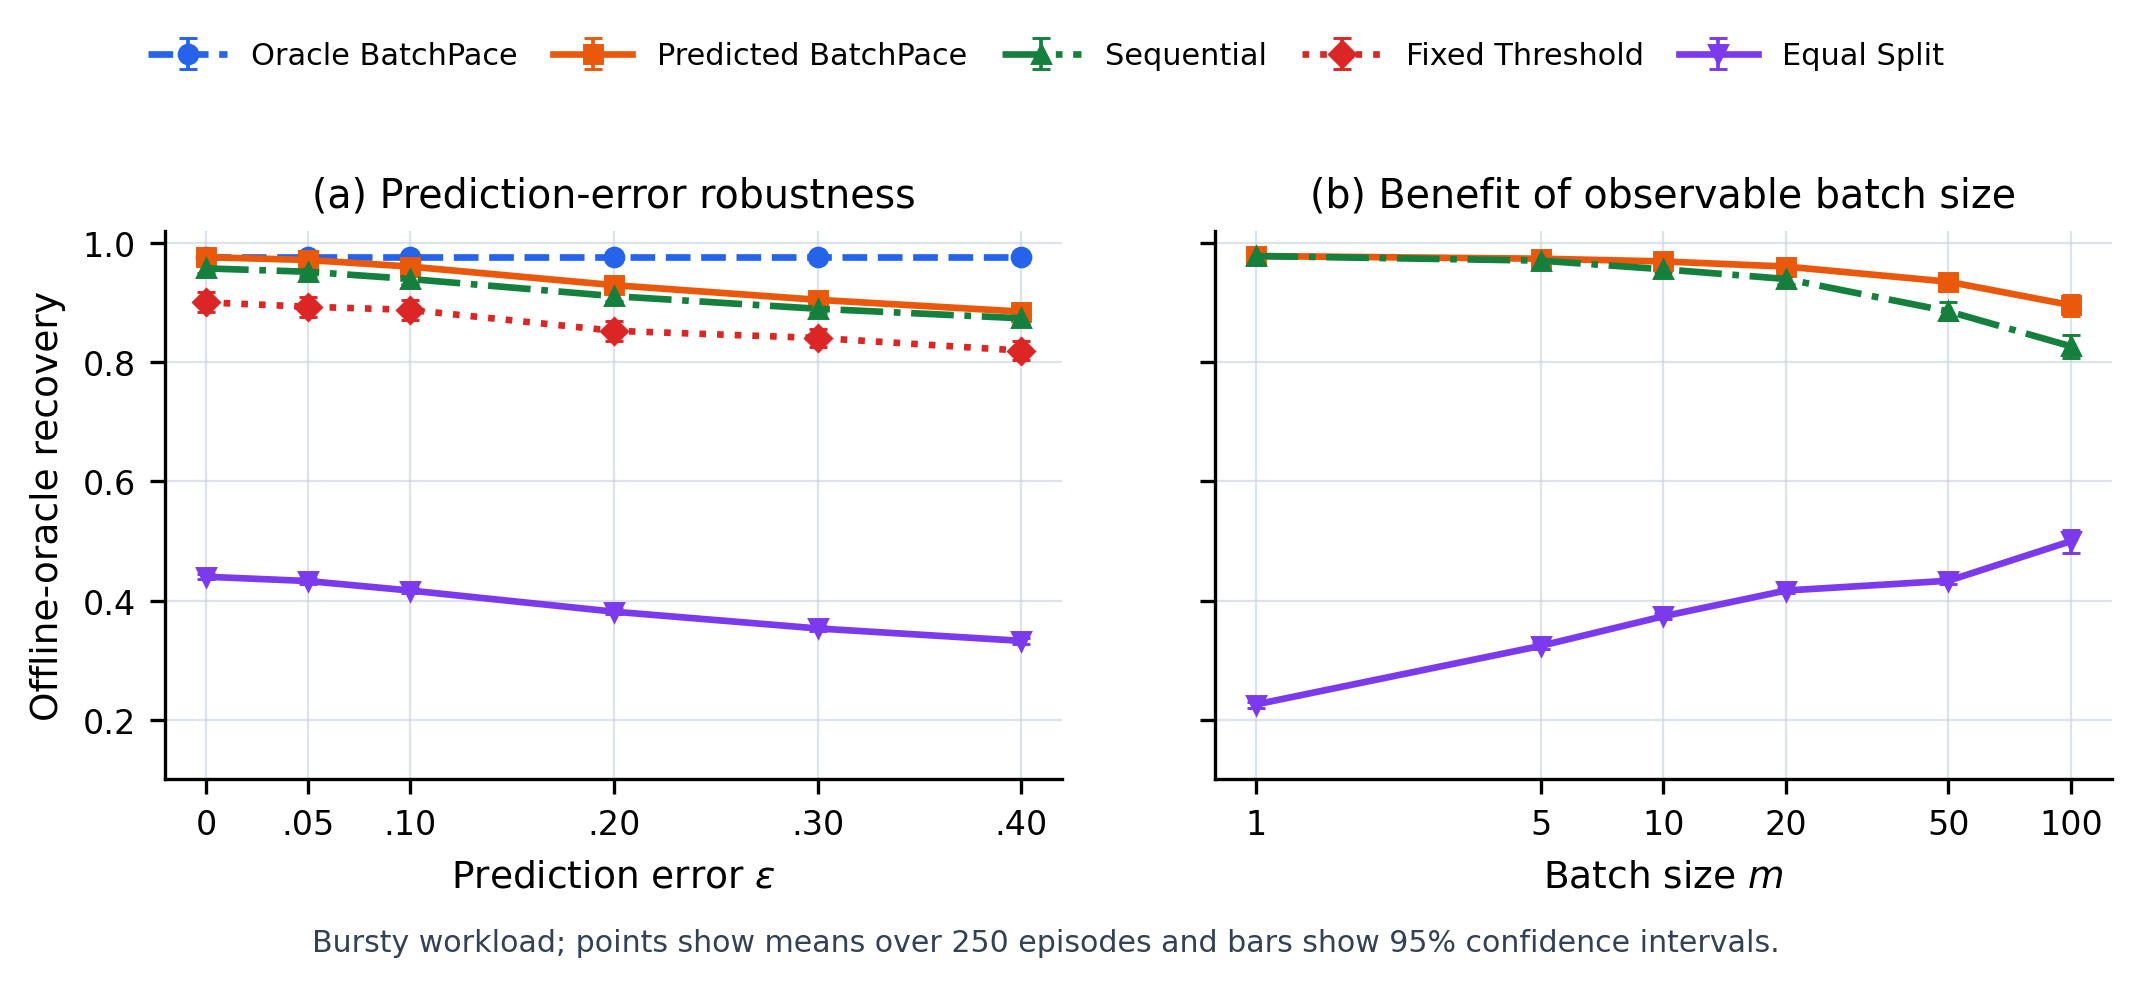 Oracle BatchPace Predicted BatchPace Sequential Fixed Threshold Equal Split
(a) Prediction-error robustness
Offline-oracle recovery
1.0
0.8
0.6
0.4
0.2
0 .05 .10 .20 .30 .40
Prediction error ε
(b) Benefit of observable batch size
1 5 10 20 50 100
Batch size m
Bursty workload; points show means over 250 episodes and bars show 95% confidence intervals.